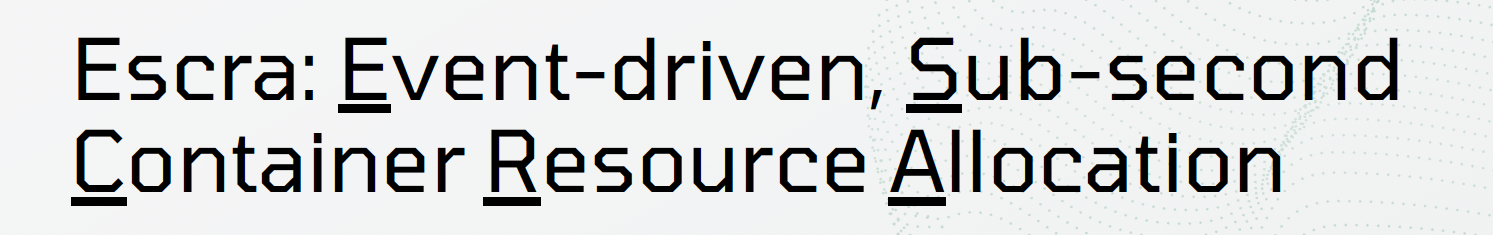 Escra: Event-driven, Sub-second
Container Resource Allocation